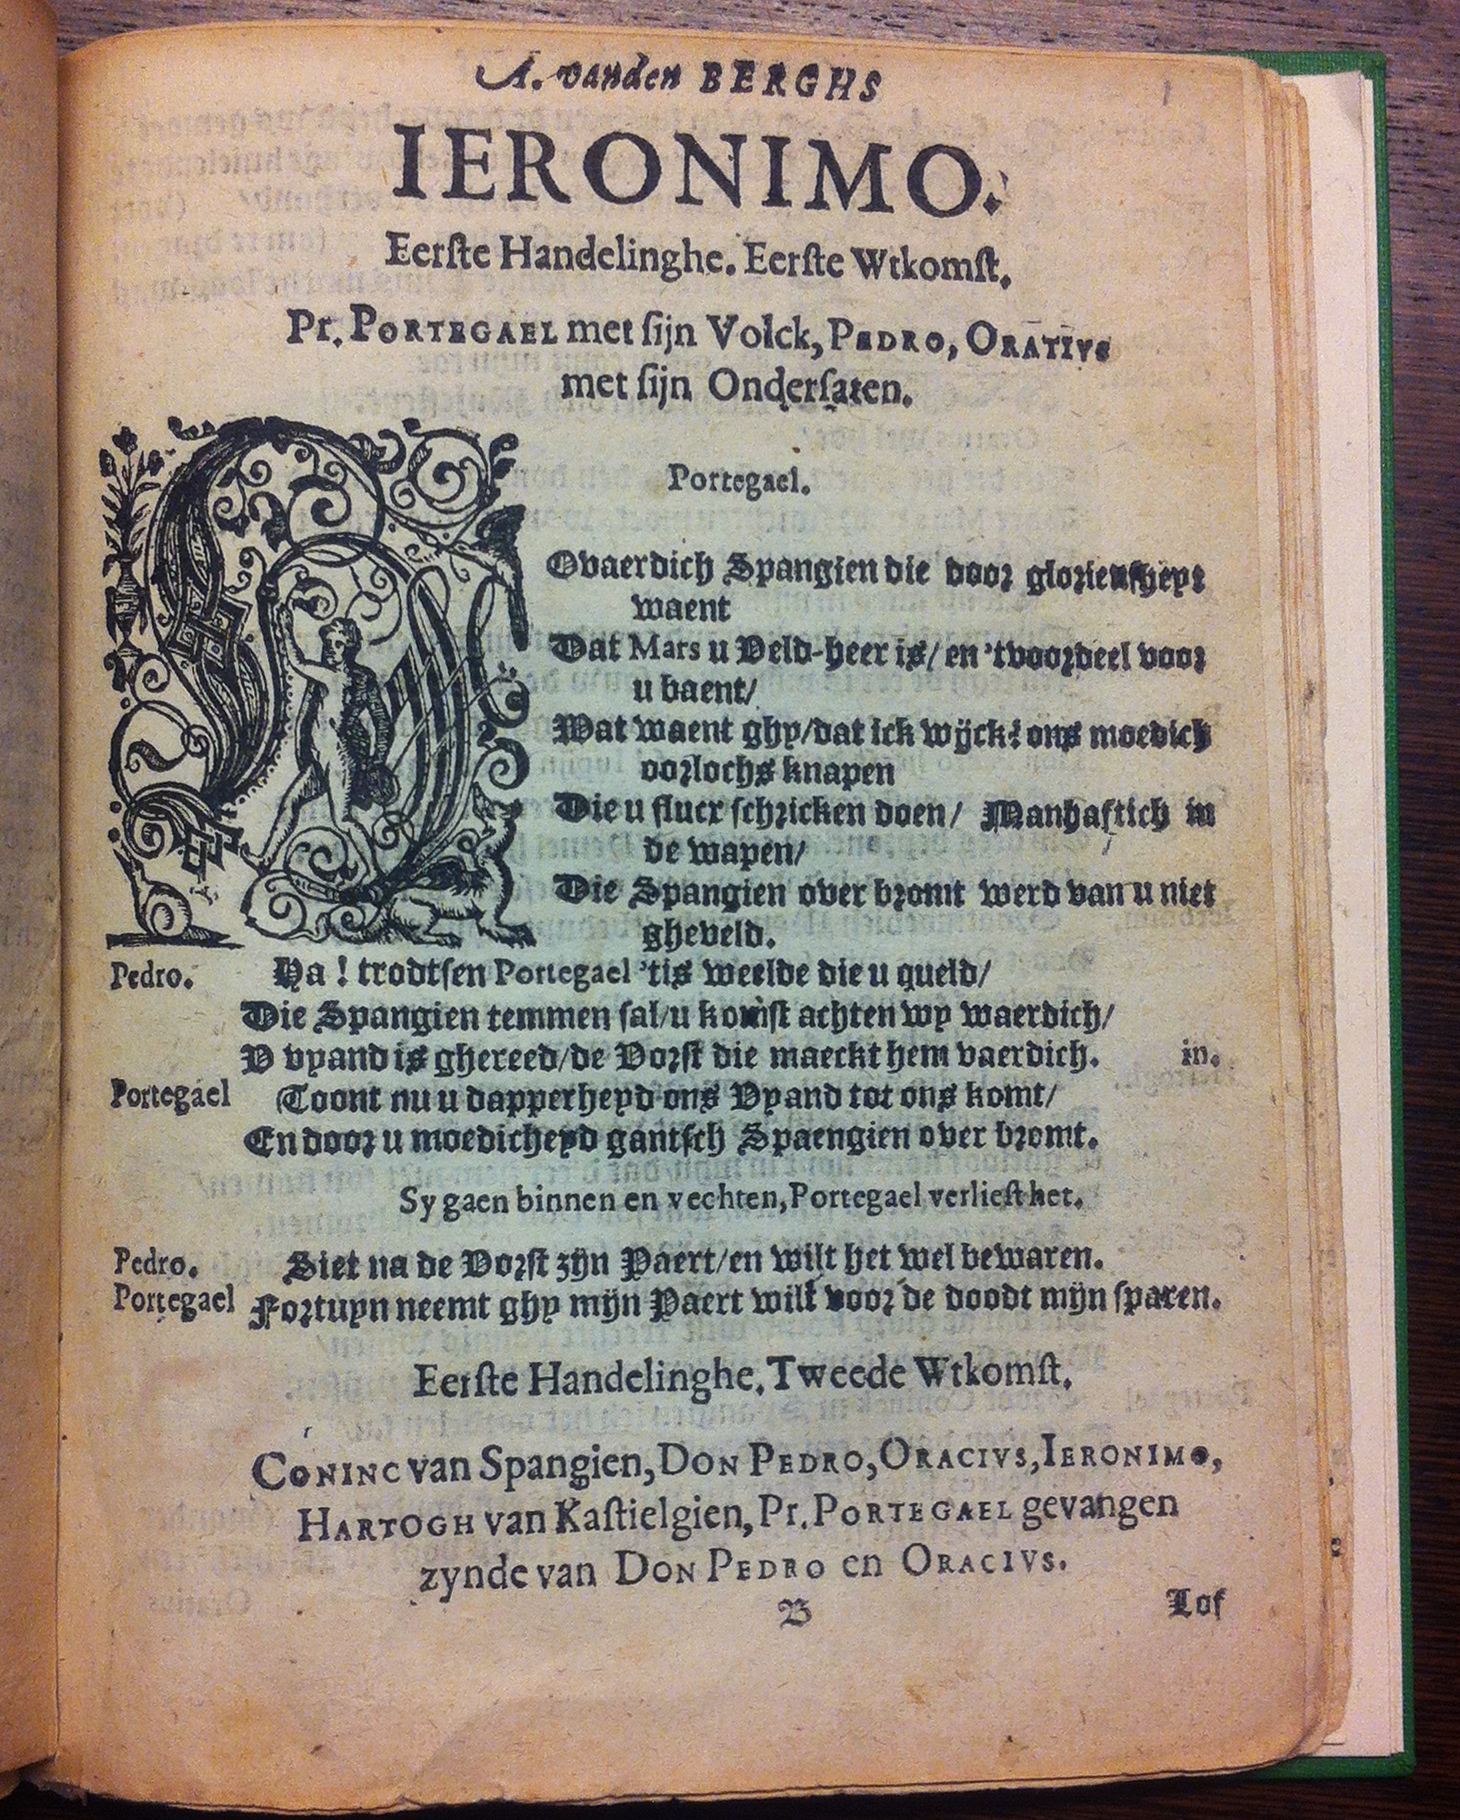 A. vanden BERGHS
1
IERONIMO.
Eerſte Handelinghe. Eerſte Wtkomſt.
Pr. PORTEGAEL met ſijn Volck, PEDRO, ORATIVS
met ſijn Onderſaten.
Portegael.
Ovaerdich Spangien die door glorieusheyt
waent
Dat Mars u Veld-heer is/ en 'tvoordeel voor
u baent/
Wat waent ghy/dat ick wijck? ons moedich
oorlochs knapen
Die u fluer ſchricken doen/ Manhaftich in
de wapen/
Die Spangien over bromt werd van u niet
gheveld.
Pedro. Ha ! trodtſen Portegael 'tis weelde die u queld/
Die Spangien temmen ſal/u komſt achten wy waerdich/
V vyand is ghereed/de Vorſt die maeckt hem vaerdich. in.
Portegael Toont nu u dapperheyd ons Vyand tot ons komt/
En door u moedicheyd gantſch Spaengien over bromt.
Sy gaen binnen en vechten, Portegael verlieſt het.
Pedro. Siet na de Vorſt zijn Paert/en wilt het wel bewaren.
Portegael Fortuyn neemt ghy mijn Paert wilt voor de doodt mijn ſparen.
Eerſte Handelinghe. Tweede Wtkomſt.
CONINC van Spangien, DON PEDRO, ORACIVS, IERONIMO,
HARTOGH van Kaſtielgien, Pr. PORTEGAEL gevangen
zynde van DON PEDRO en ORACIVS.
B Lof